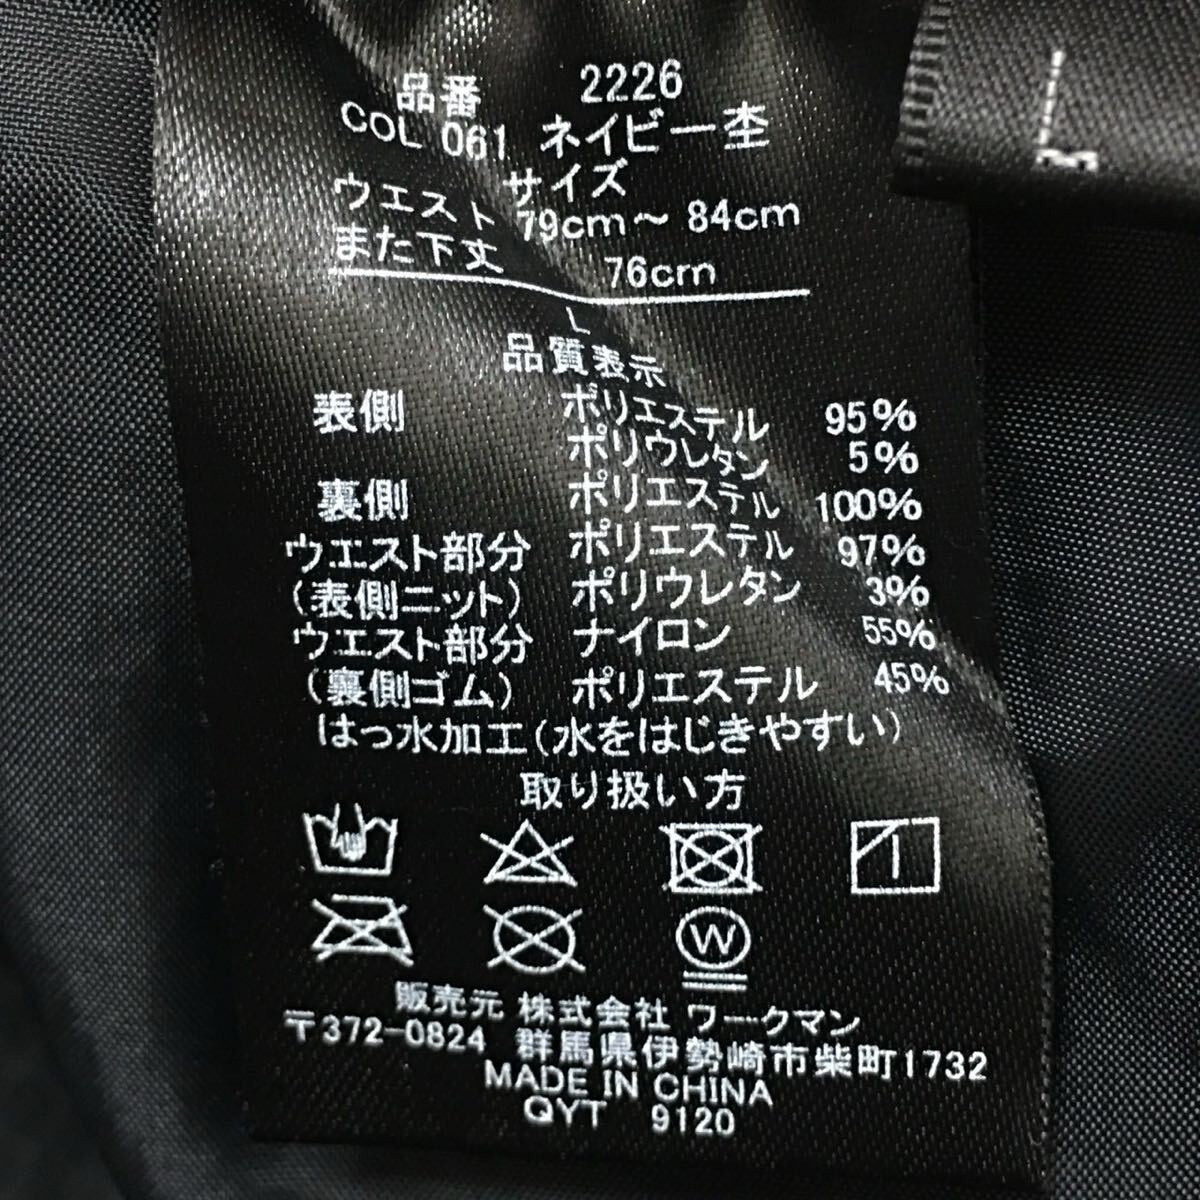 品番 2226
COL 061 ネイビー杢
サイズ
ウエスト 79cm～ 84cm
また下丈 76cm
L
品質表示
表側 ポリエステル 95%
ポリウレタン 5%
裏側 ポリエステル 100%
ウエスト部分 ポリエステル 97%
(表側ニット) ポリウレタン 3%
ウエスト部分 ナイロン 55%
(裏側ゴム) ポリエステル 45%
はっ水加工(水をはじきやすい)
取り扱い方
W
販売元 株式会社 ワークマン
〒372-0824 群馬県伊勢崎市柴町1732
MADE IN CHINA
QYT 9120